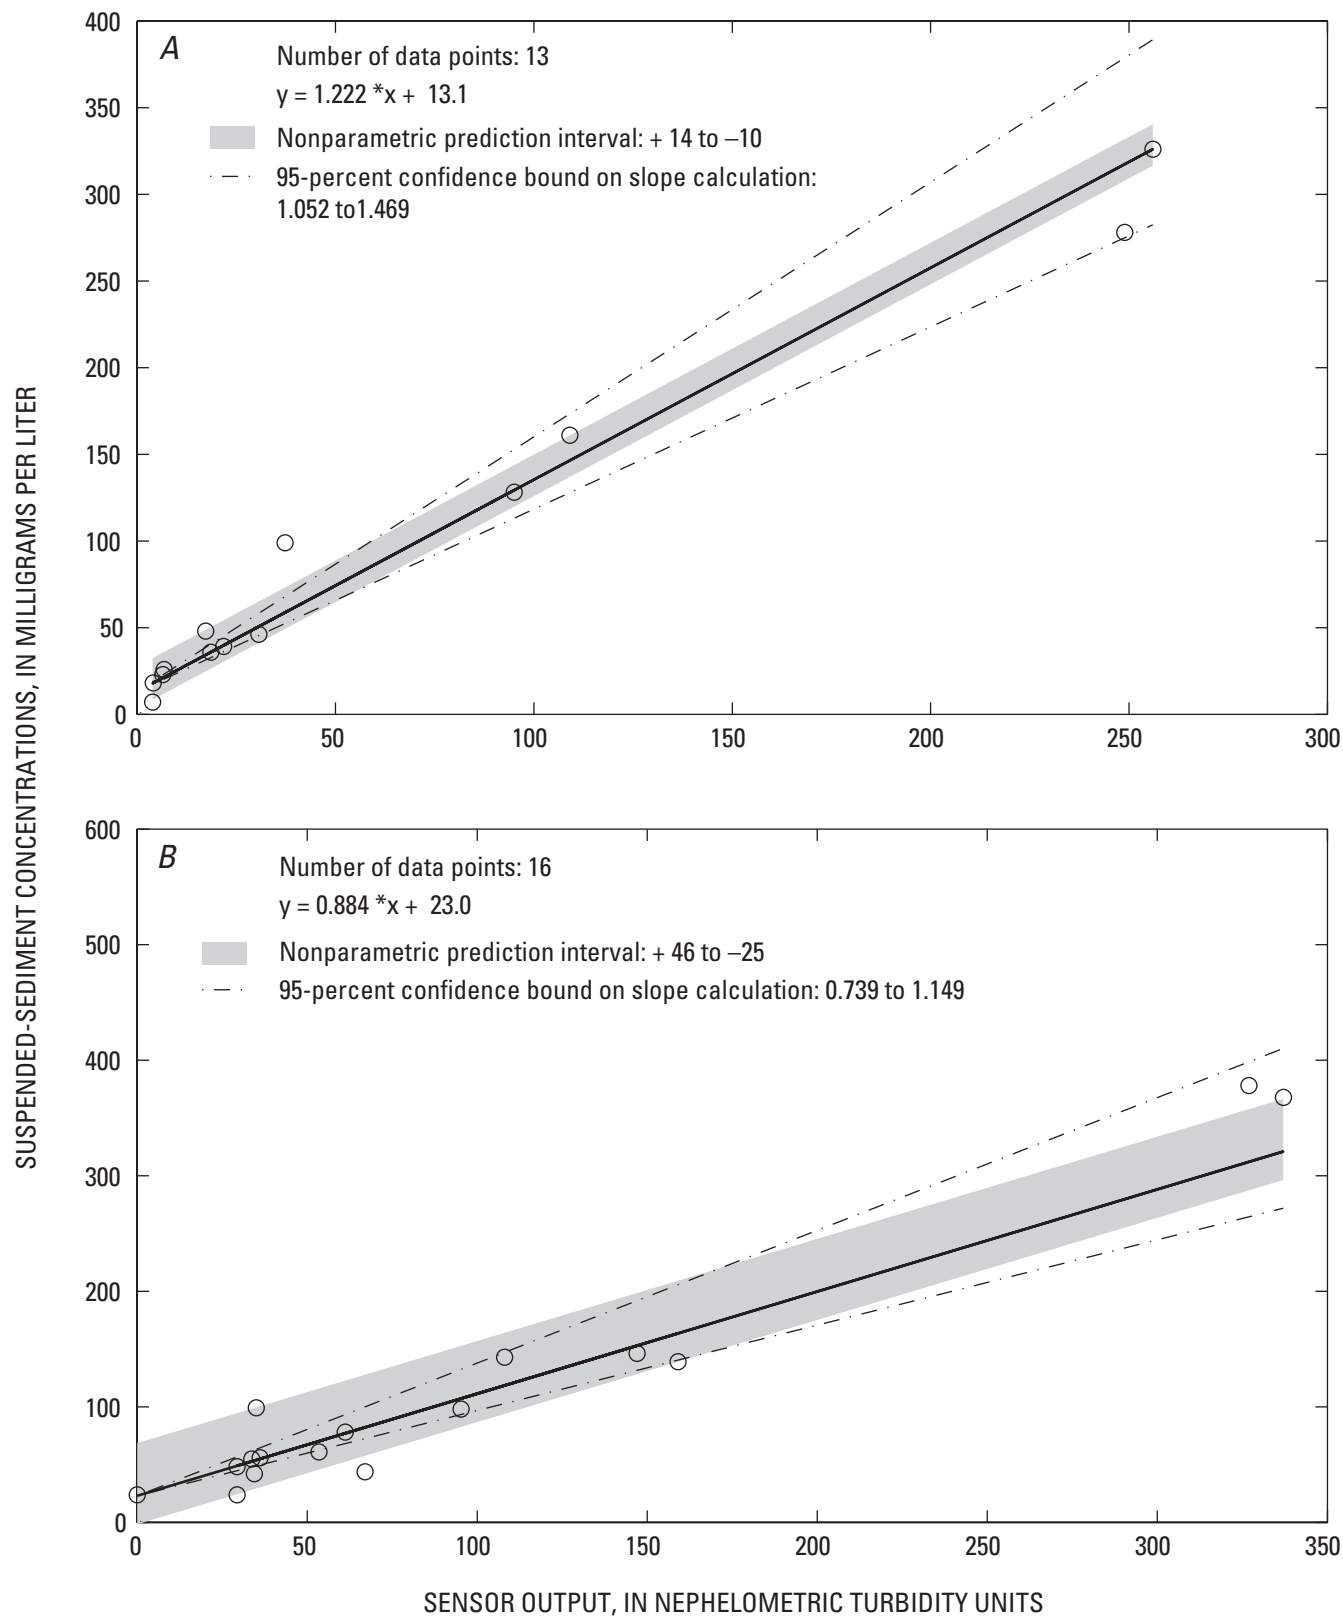 SUSPENDED-SEDIMENT CONCENTRATIONS, IN MILLIGRAMS PER LITER
A
Number of data points: 13
y = 1.222 *x + 13.1
Nonparametric prediction interval: + 14 to –10
95-percent confidence bound on slope calculation:
1.052 to1.469
400
350
300
250
200
150
100
50
0
0 50 100 150 200 250 300
B
Number of data points: 16
y = 0.884 *x + 23.0
Nonparametric prediction interval: + 46 to –25
95-percent confidence bound on slope calculation: 0.739 to 1.149
600
500
400
300
200
100
0
0 50 100 150 200 250 300 350
SENSOR OUTPUT, IN NEPHELOMETRIC TURBIDITY UNITS